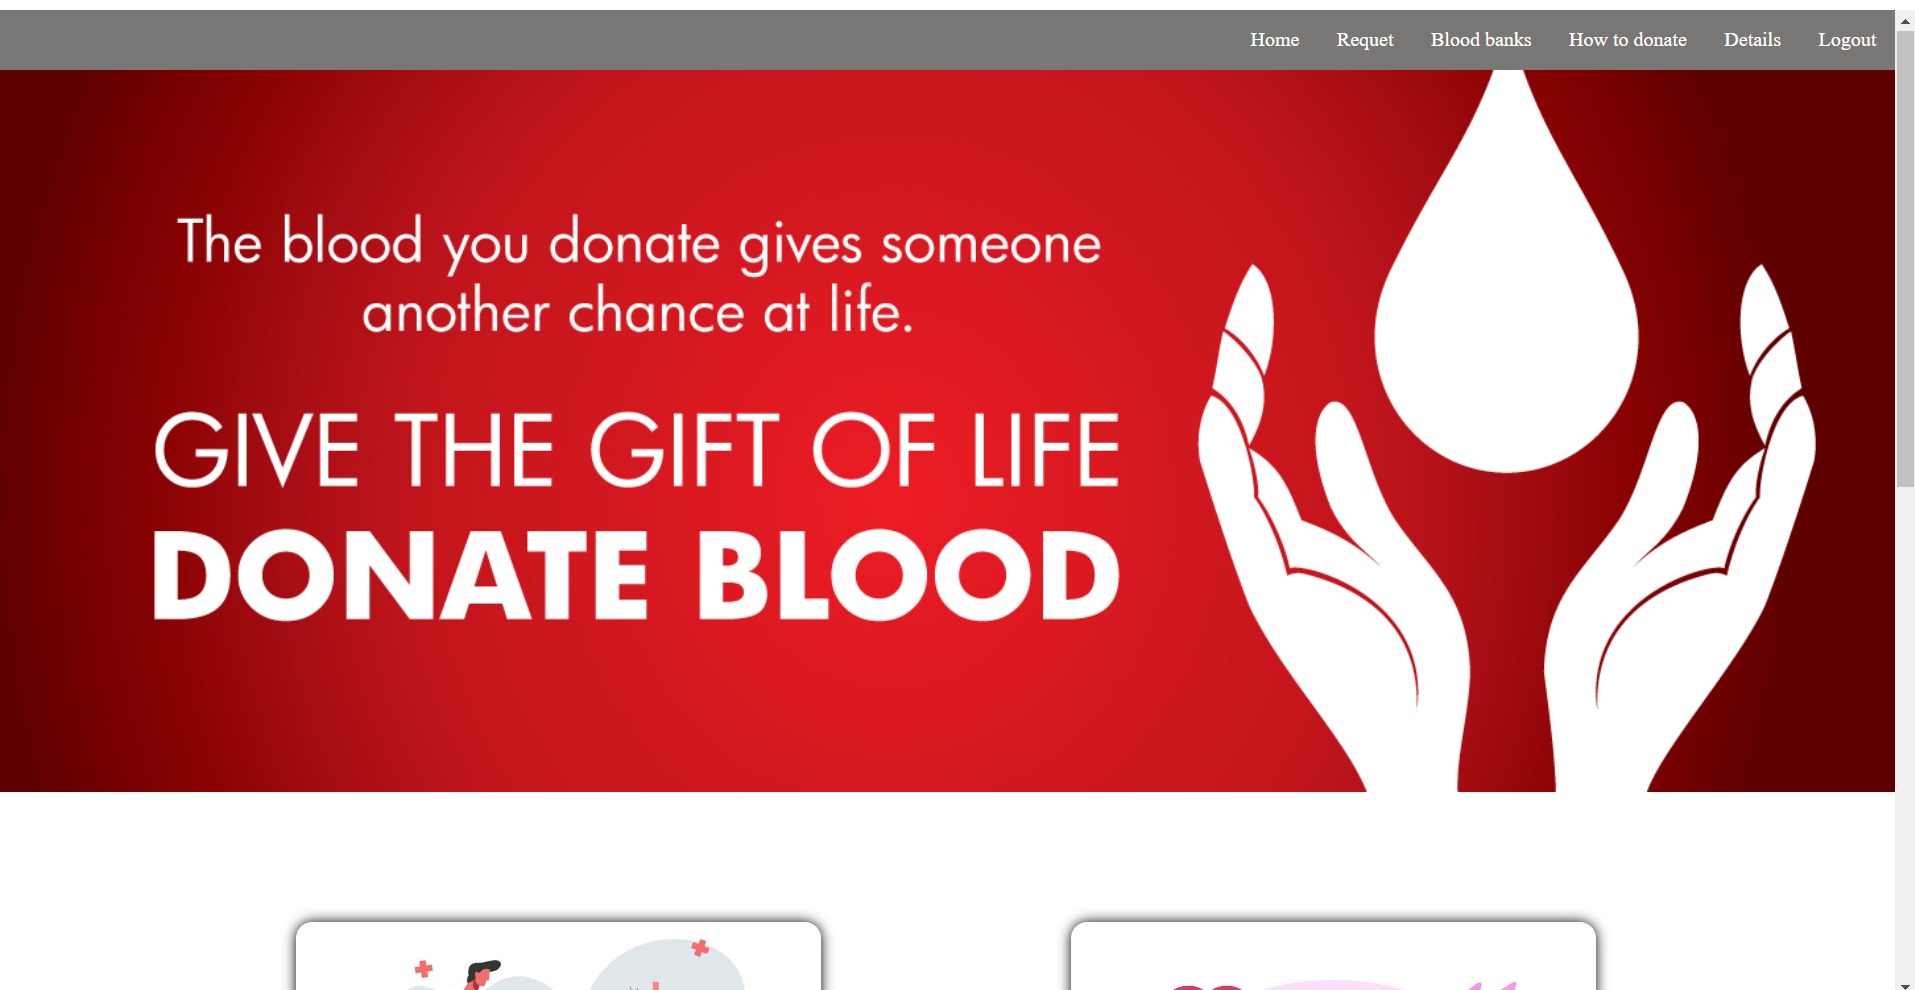 Home Requet Blood banks How to donate Details Logout
The blood you donate gives someone
another chance at life.
GIVE THE GIFT OF LIFE
DONATE BLOOD